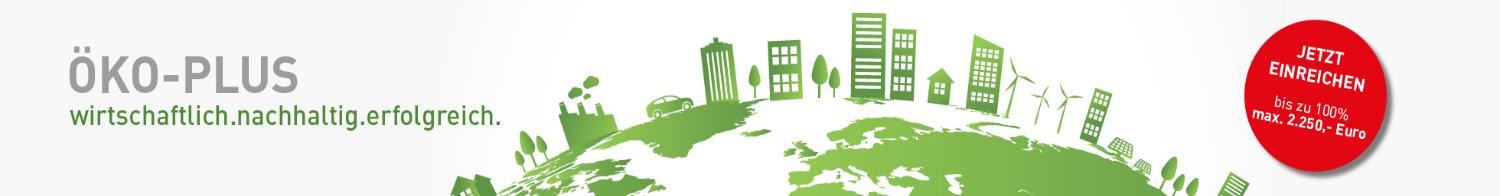 ÖKO-PLUS
wirtschaftlich.nachhaltig.erfolgreich.
JETZT
EINREICHEN
bis zu 100%
max. 2.250,- Euro